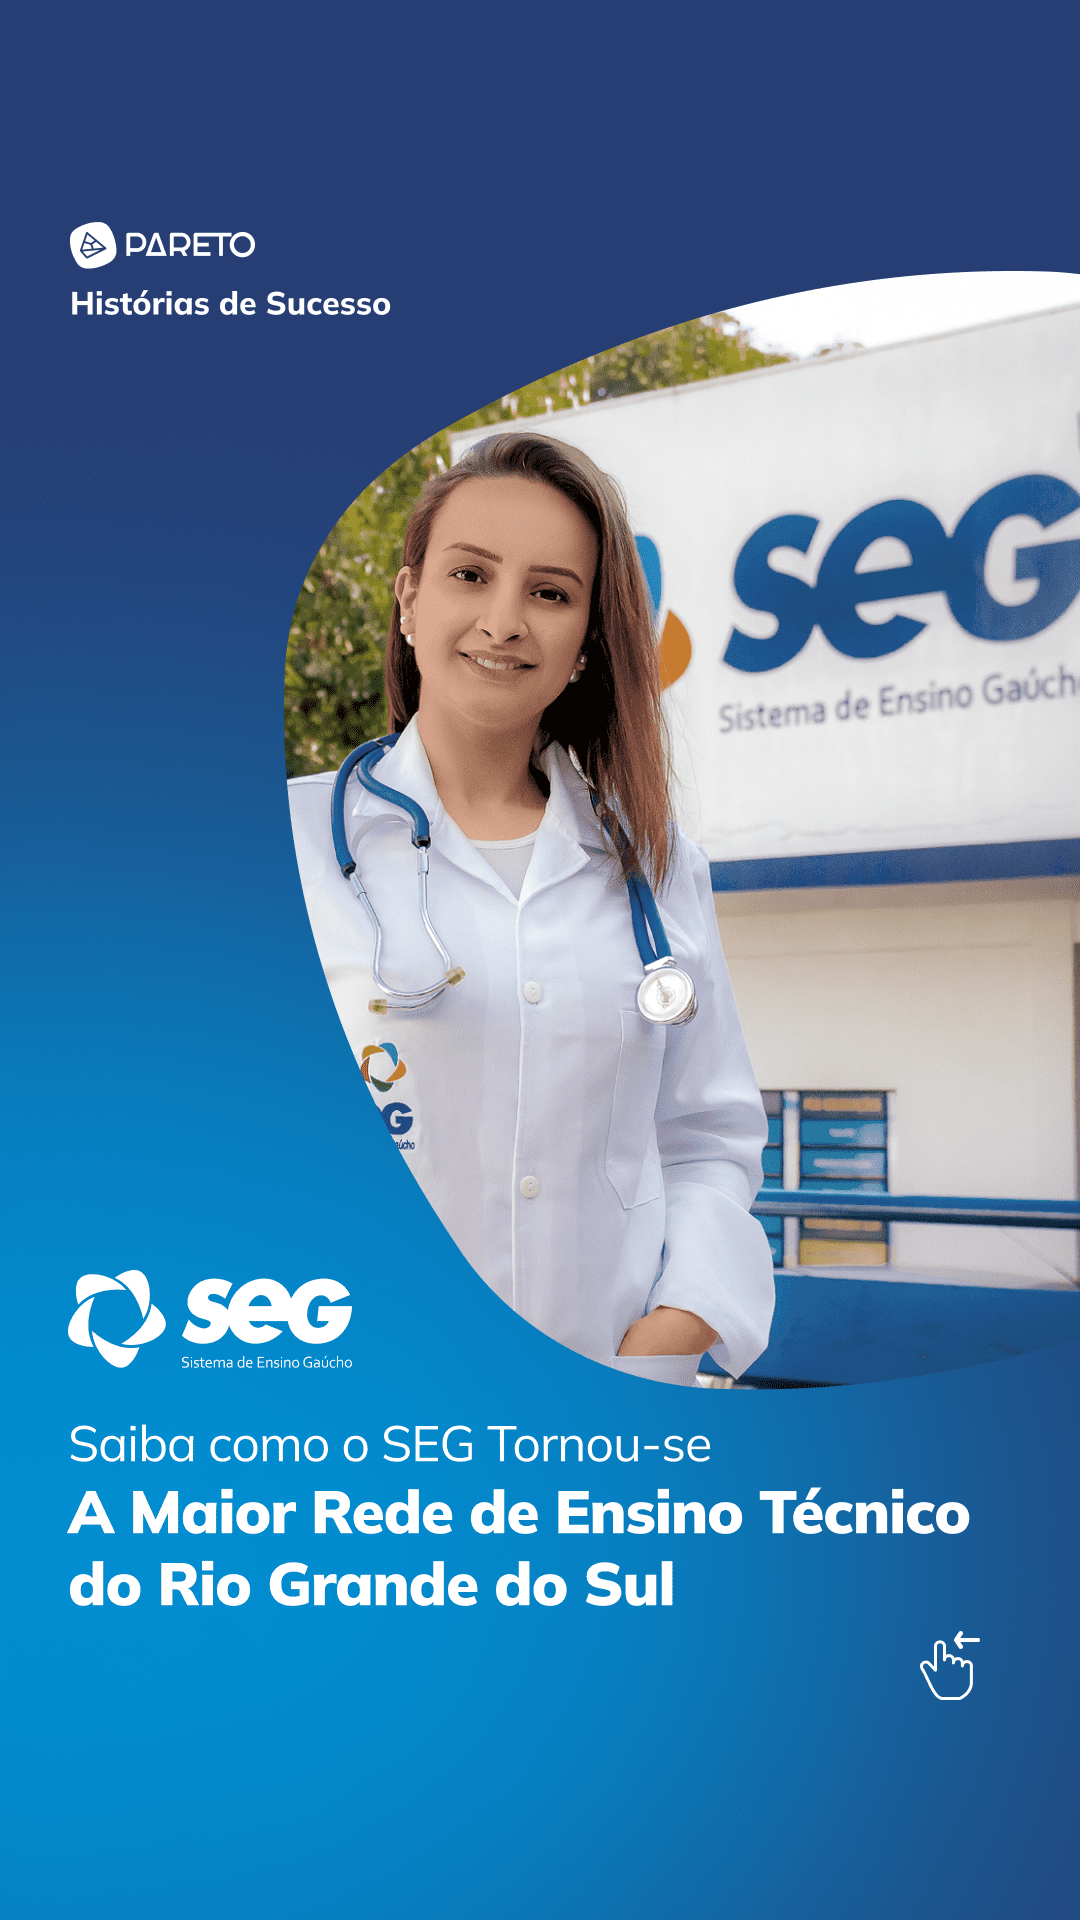 PARETO
Histórias de Sucesso
seG
Sistema de Ensino Gaúch
G
aúcho
seG
Sistema de Ensino Gaúcho
Saiba como o SEG Tornou-se
A Maior Rede de Ensino Técnico
do Rio Grande do Sul